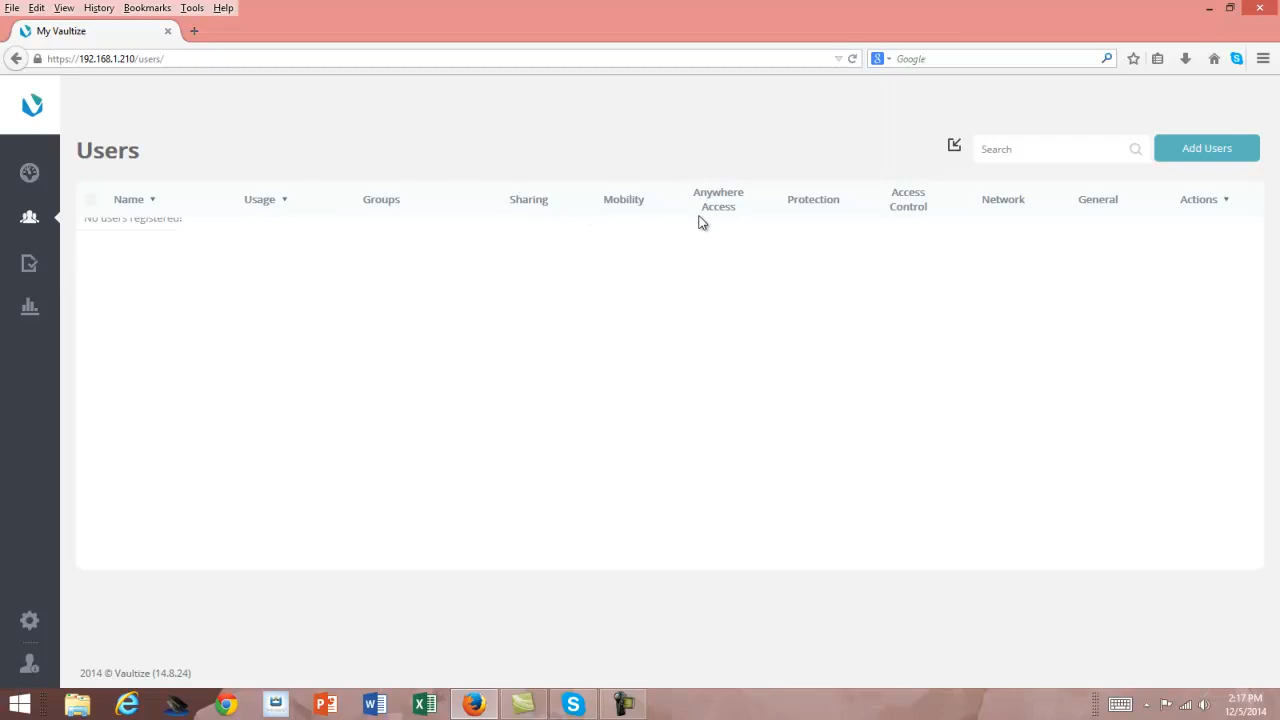 File Edit View History Bookmarks Tools Help
My Vaultize
https://192.168.1.210/users/
Google
Users
Search
Add Users
Name Usage Groups Sharing Mobility Anywhere Access Protection Access Control Network General Actions
No users registered!
2014 © Vaultize (14.8.24)
2:17 PM
12/5/2014